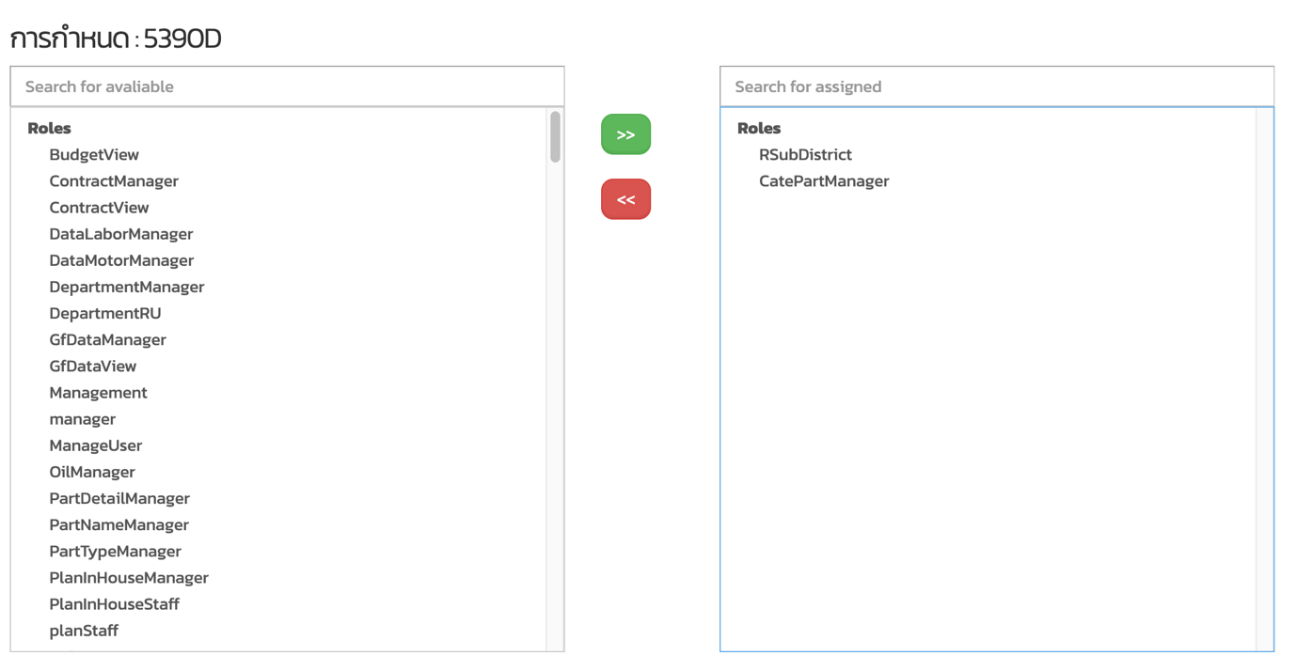 การกำหนด : 5390D
Search for avaliable
Roles
BudgetView
ContractManager
ContractView
DataLaborManager
DataMotorManager
DepartmentManager
DepartmentRU
GfDataManager
GfDataView
Management
manager
ManageUser
OilManager
PartDetailManager
PartNameManager
PartTypeManager
PlanInHouseManager
PlanInHouseStaff
planStaff
>>
<<
Search for assigned
Roles
RSubDistrict
CatePartManager